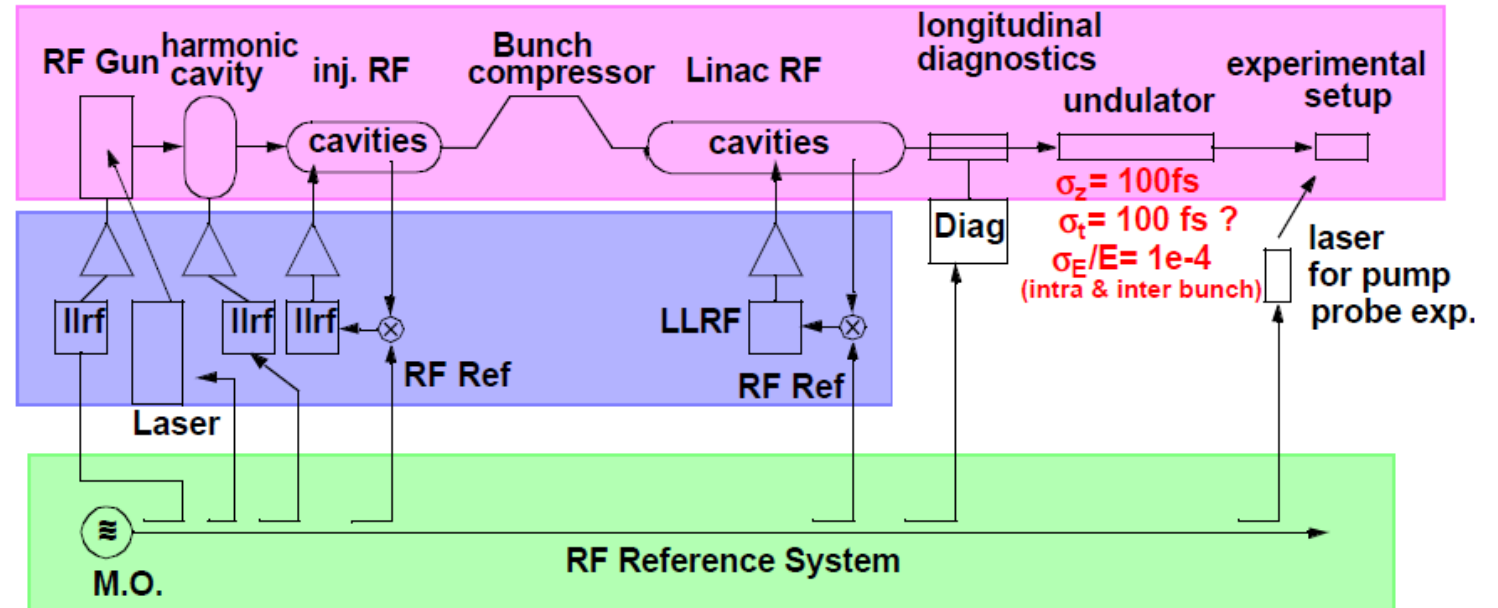 RF Gun
harmonic
cavity
inj. RF
Bunch
compressor
Linac RF
longitudinal
diagnostics
undulator
experimental
setup
cavities
cavities
σz= 100fs
σt= 100 fs ?
σE/E= 1e-4
(intra & inter bunch)
Diag
laser
for pump
probe exp.
llrf
llrf
llrf
LLRF
RF Ref
RF Ref
Laser
RF Reference System
M.O.